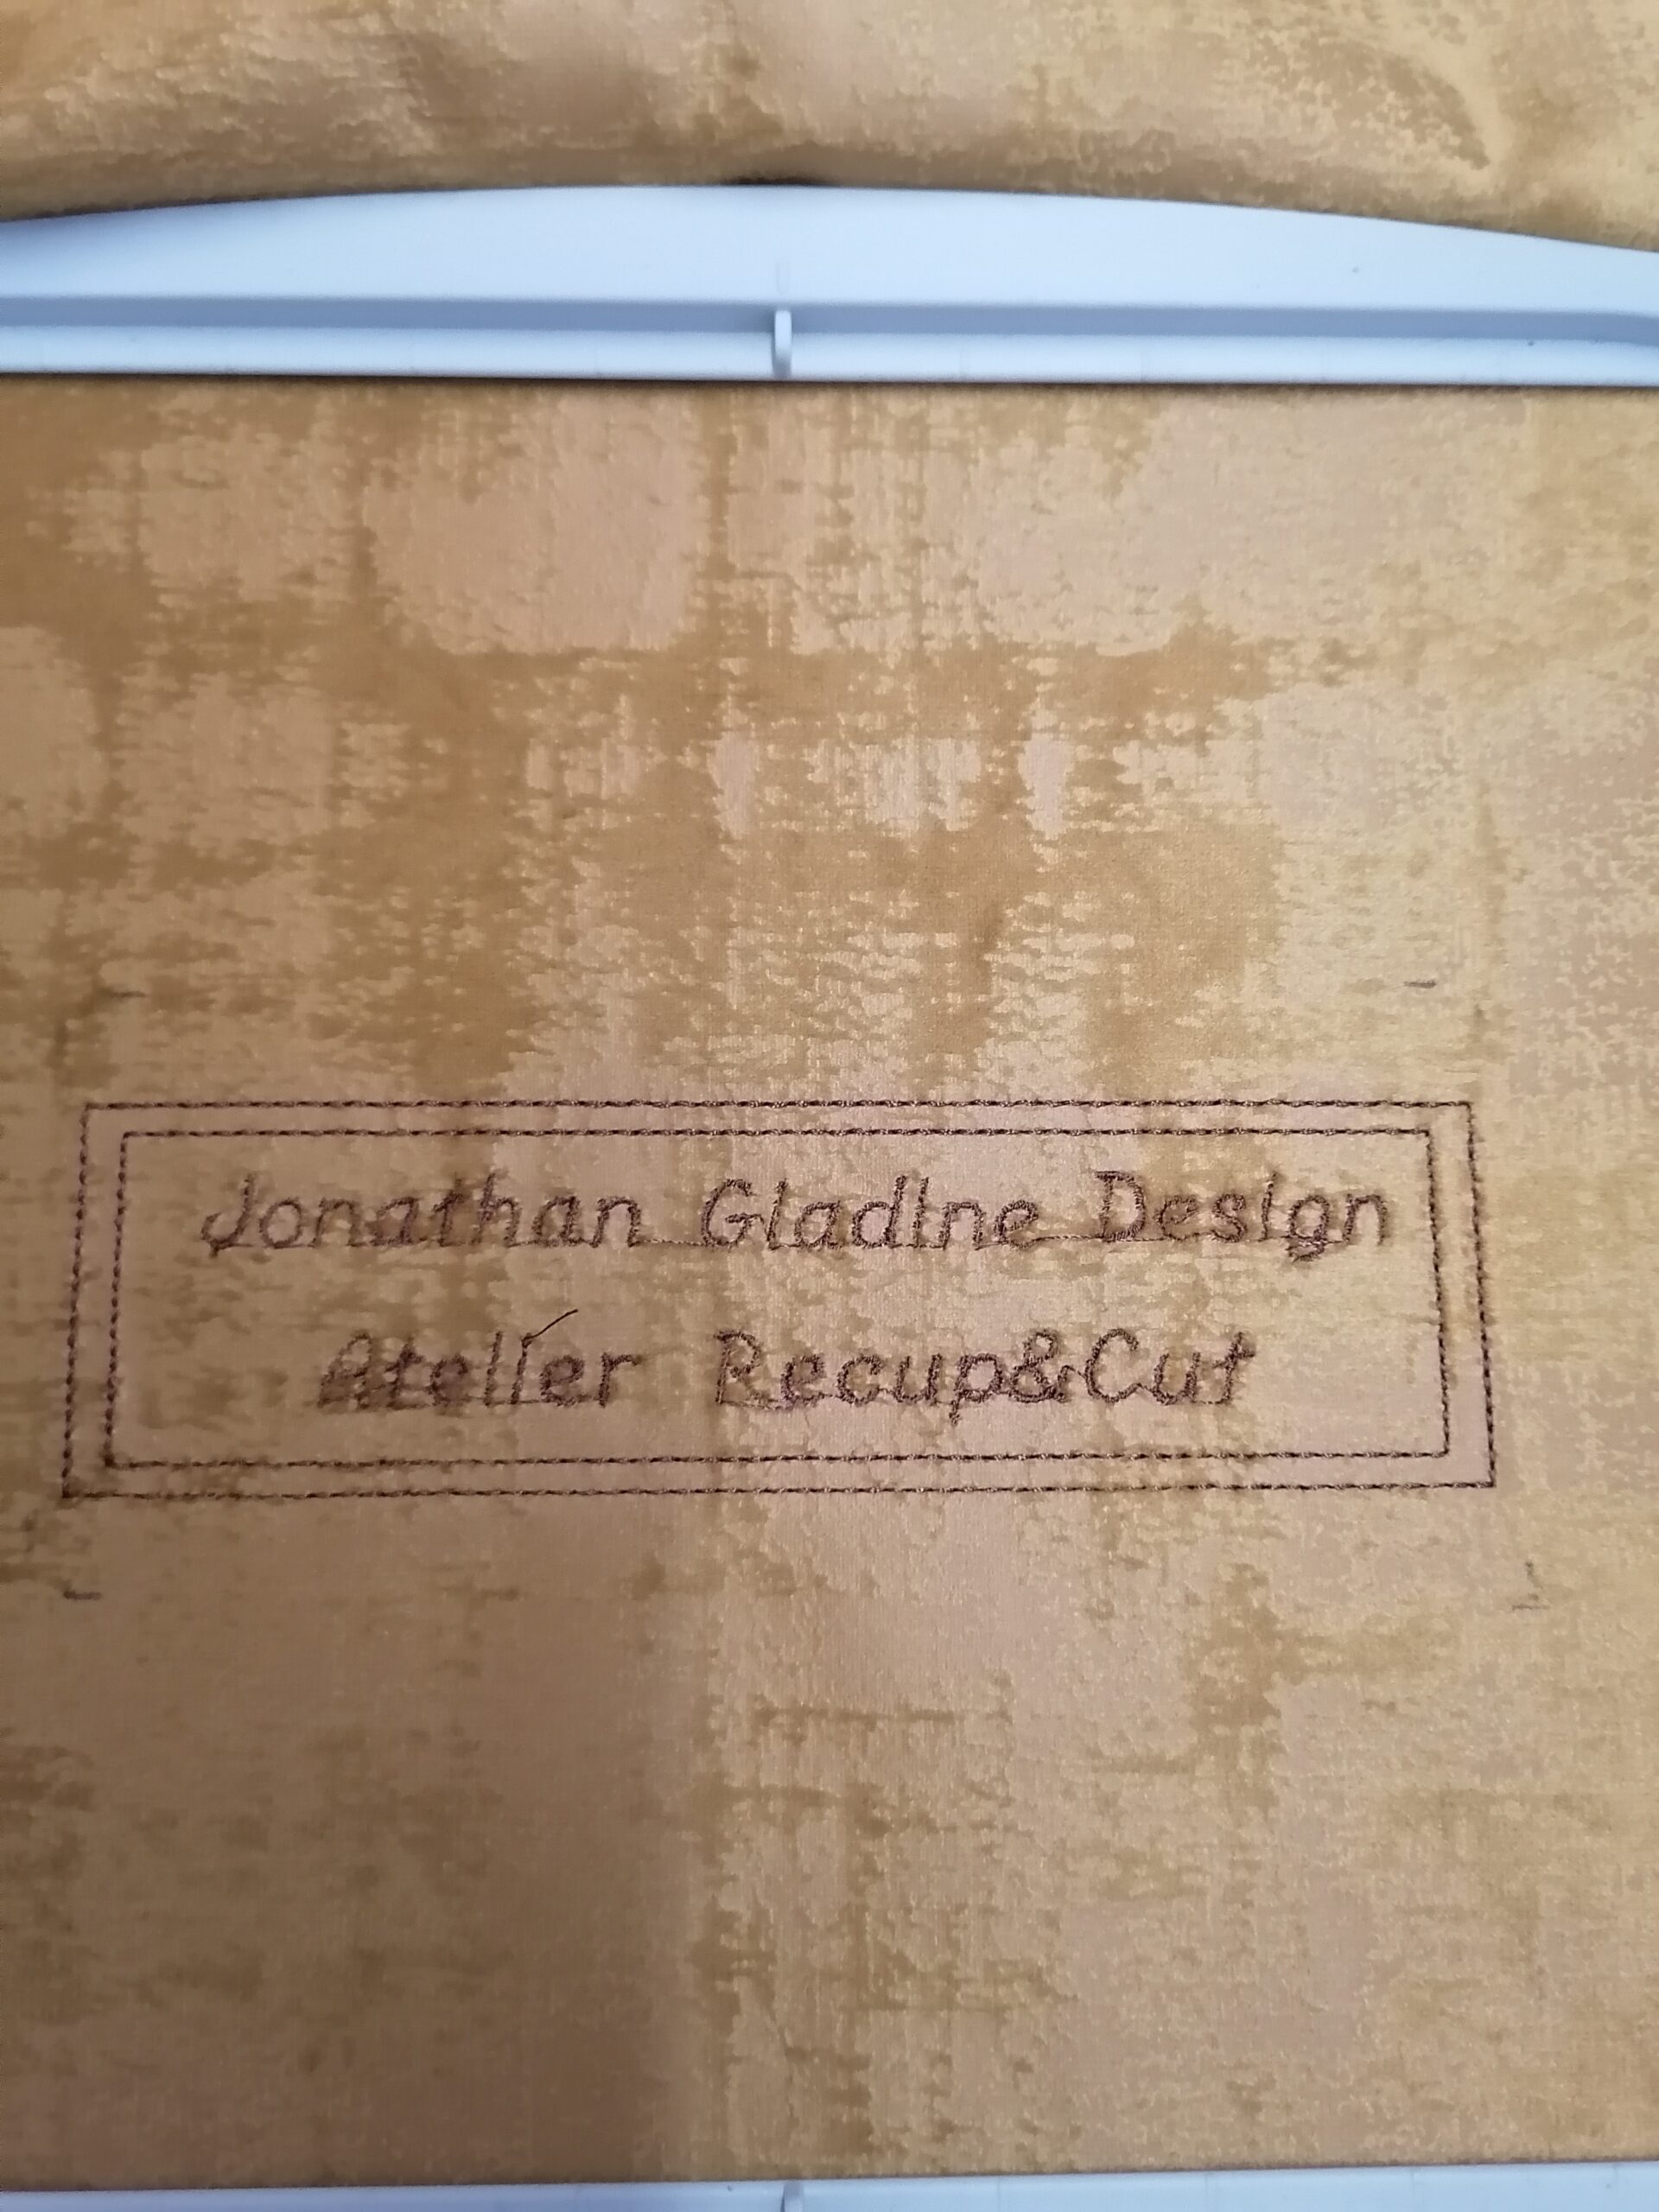 Jonathan Gladine Design
Atelier Recup&Cut